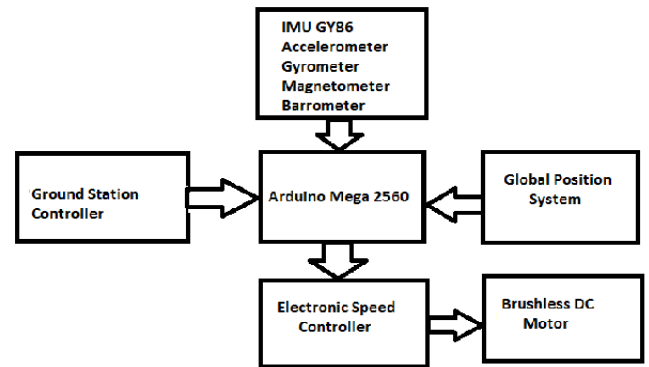 IMU GY86
Accelerometer
Gyrometer
Magnetometer
Barrometer
Ground Station
Controller
Arduino Mega 2560
Global Position
System
Electronic Speed
Controller
Brushless DC
Motor